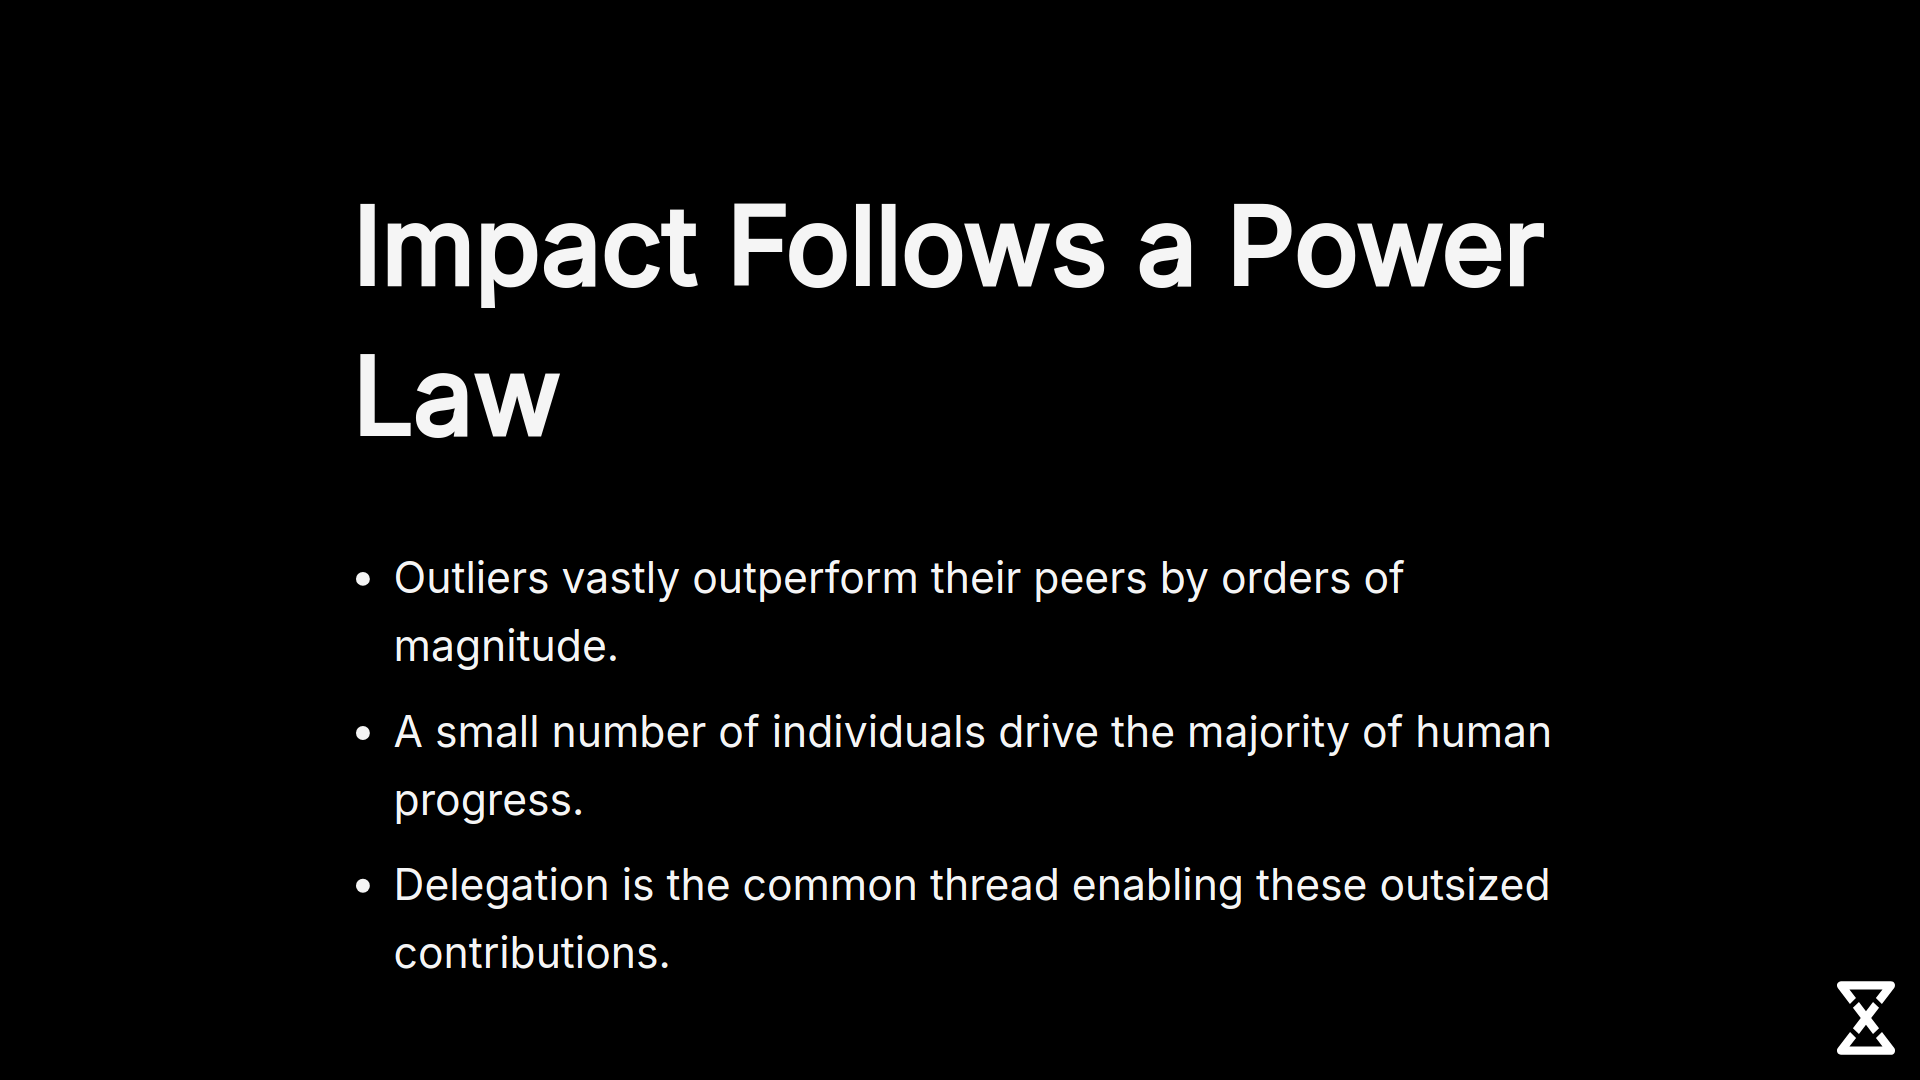 Impact Follows a Power
Law
• Outliers vastly outperform their peers by orders of
magnitude.
• A small number of individuals drive the majority of human
progress.
• Delegation is the common thread enabling these outsized
contributions.